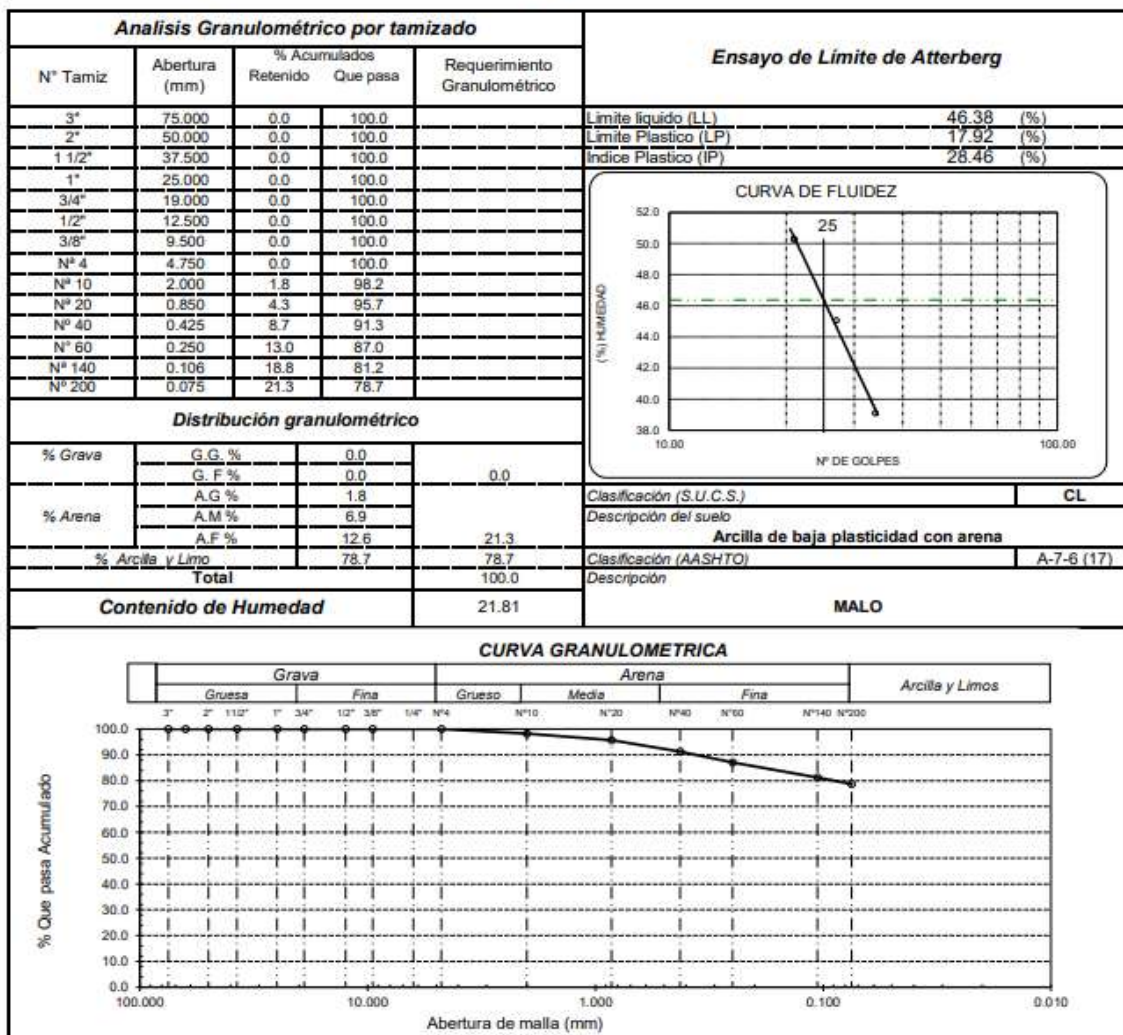 Analisis Granulométrico por tamizado
N° Tamiz Abertura (mm) % Acumulados Retenido Que pasa Requerimiento Granulométrico
3" 75.000 0.0 100.0
2" 50.000 0.0 100.0
1 1/2" 37.500 0.0 100.0
1" 25.000 0.0 100.0
3/4" 19.000 0.0 100.0
1/2" 12.500 0.0 100.0
3/8" 9.500 0.0 100.0
Nª 4 4.750 0.0 100.0
Nª 10 2.000 1.8 98.2
Nª 20 0.850 4.3 95.7
Nº 40 0.425 8.7 91.3
N° 60 0.250 13.0 87.0
Nª 140 0.106 18.8 81.2
Nº 200 0.075 21.3 78.7
Distribución granulométrico
% Grava G.G. % 0.0
G. F % 0.0 0.0
A.G % 1.8
% Arena A.M % 6.9
A.F % 12.6 21.3
% Arcilla y Limo 78.7 78.7
Total 100.0
Contenido de Humedad 21.81
Ensayo de Límite de Atterberg
Limite liquido (LL) 46.38 (%)
Limite Plastico (LP) 17.92 (%)
Indice Plastico (IP) 28.46 (%)
CURVA DE FLUIDEZ
25
52.0
50.0
48.0
46.0
44.0
42.0
40.0
38.0
(%) HUMEDAD
10.00 100.00
Nº DE GOLPES
Clasificación (S.U.C.S.) CL
Descripción del suelo
Arcilla de baja plasticidad con arena
Clasificación (AASHTO) A-7-6 (17)
Descripción
MALO
CURVA GRANULOMETRICA
Grava Arena Arcilla y Limos
Gruesa Fina Grueso Media Fina
3" 2" 11/2" 1" 3/4" 1/2" 3/8" 1/4" N°4 N°10 N°20 N°40 N°60 N°140 N°200
100.0
90.0
80.0
70.0
60.0
50.0
40.0
30.0
20.0
10.0
0.0
% Que pasa Acumulado
100.000 10.000 1.000 0.100 0.010
Abertura de malla (mm)